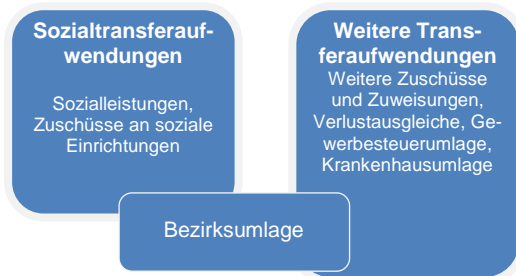 Sozialtransferauf-
wendungen
Sozialleistungen,
Zuschüsse an soziale
Einrichtungen
Weitere Trans-
feraufwendungen
Weitere Zuschüsse
und Zuweisungen,
Verlustausgleiche, Ge-
werbesteuerumlage,
Krankenhausumlage
Bezirksumlage